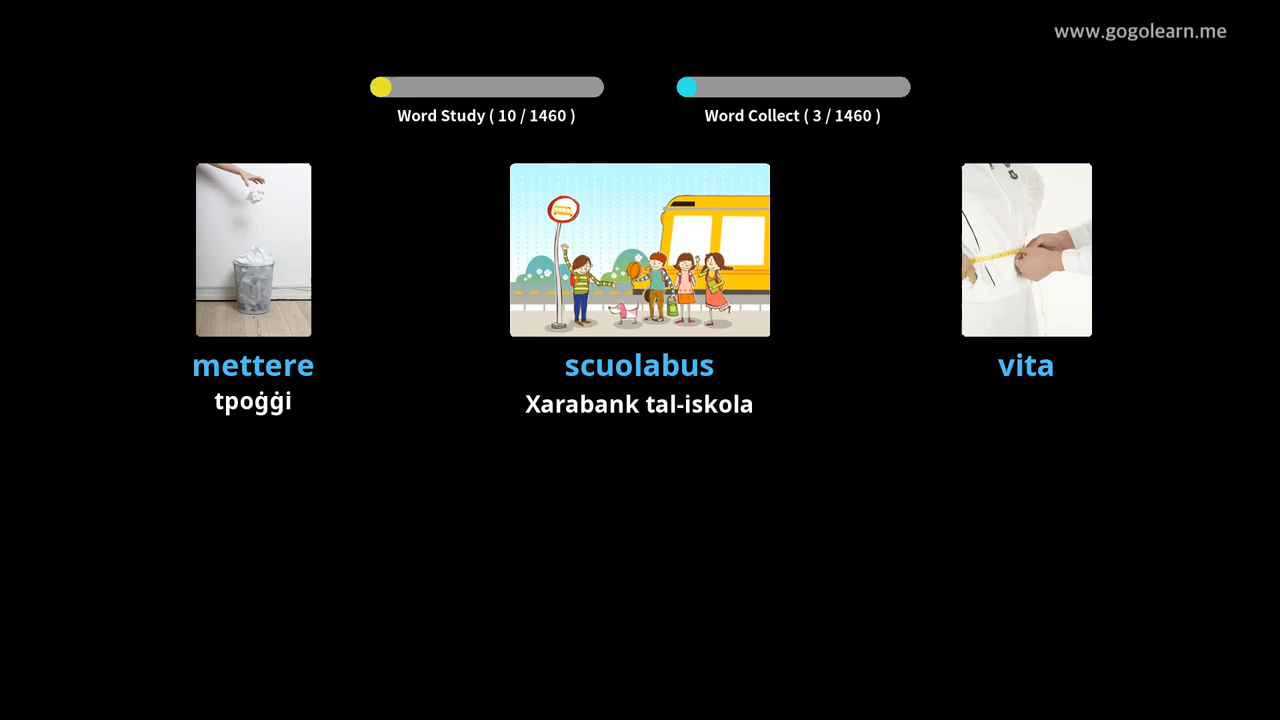 www.gogolearn.me
Word Study ( 10 / 1460 )
Word Collect ( 3 / 1460 )
mettere
scuolabus
vita
tpoġġi
Xarabank tal-iskola